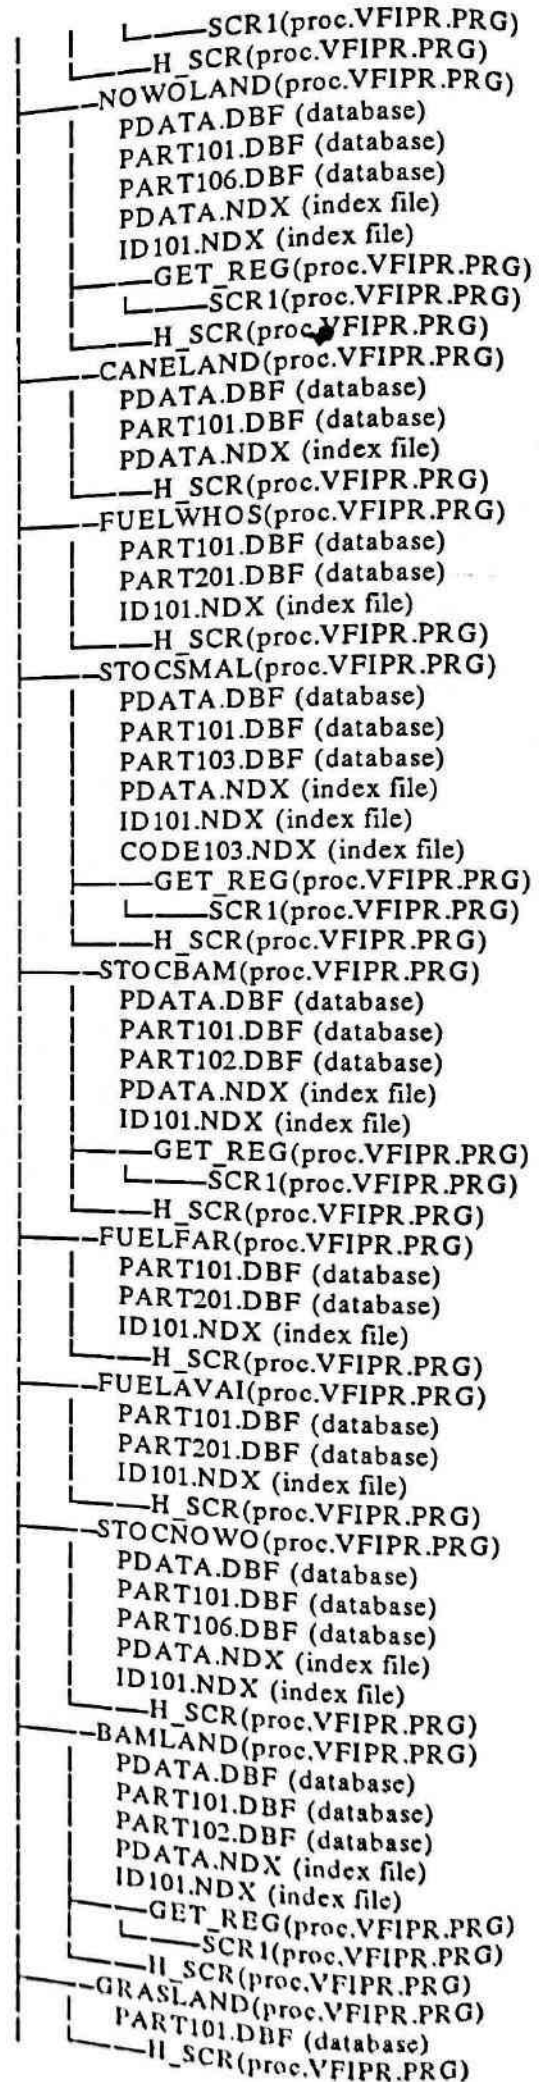 SCR1(proc.VFIPR.PRG)
H_SCR(proc.VFIPR.PRG)
NOWOLAND(proc.VFIPR.PRG)
PDATA.DBF (database)
PART101.DBF (database)
PART106.DBF (database)
PDATA.NDX (index file)
ID101.NDX (index file)
GET_REG(proc.VFIPR.PRG)
SCR1(proc.VFIPR.PRG)
H_SCR(proc.VFIPR.PRG)
CANELAND(proc.VFIPR.PRG)
PDATA.DBF (database)
PART101.DBF (database)
PDATA.NDX (index file)
H_SCR(proc.VFIPR.PRG)
FUELWHOS(proc.VFIPR.PRG)
PART101.DBF (database)
PART201.DBF (database)
ID101.NDX (index file)
H_SCR(proc.VFIPR.PRG)
STOCSMAL(proc.VFIPR.PRG)
PDATA.DBF (database)
PART101.DBF (database)
PART103.DBF (database)
PDATA.NDX (index file)
ID101.NDX (index file)
CODE103.NDX (index file)
GET_REG(proc.VFIPR.PRG)
SCR1(proc.VFIPR.PRG)
H_SCR(proc.VFIPR.PRG)
STOCBAM(proc.VFIPR.PRG)
PDATA.DBF (database)
PART101.DBF (database)
PART102.DBF (database)
PDATA.NDX (index file)
ID101.NDX (index file)
GET_REG(proc.VFIPR.PRG)
SCR1(proc.VFIPR.PRG)
H_SCR(proc.VFIPR.PRG)
FUELFAR(proc.VFIPR.PRG)
PART101.DBF (database)
PART201.DBF (database)
ID101.NDX (index file)
H_SCR(proc.VFIPR.PRG)
FUELAVAI(proc.VFIPR.PRG)
PART101.DBF (database)
PART201.DBF (database)
ID101.NDX (index file)
H_SCR(proc.VFIPR.PRG)
STOCNOWO(proc.VFIPR.PRG)
PDATA.DBF (database)
PART101.DBF (database)
PART106.DBF (database)
PDATA.NDX (index file)
ID101.NDX (index file)
H_SCR(proc.VFIPR.PRG)
BAMLAND(proc.VFIPR.PRG)
PDATA.DBF (database)
PART101.DBF (database)
PART102.DBF (database)
PDATA.NDX (index file)
ID101.NDX (index file)
GET_REG(proc.VFIPR.PRG)
SCR1(proc.VFIPR.PRG)
H_SCR(proc.VFIPR.PRG)
GRASLAND(proc.VFIPR.PRG)
PART101.DBF (database)
H_SCR(proc.VFIPR.PRG)